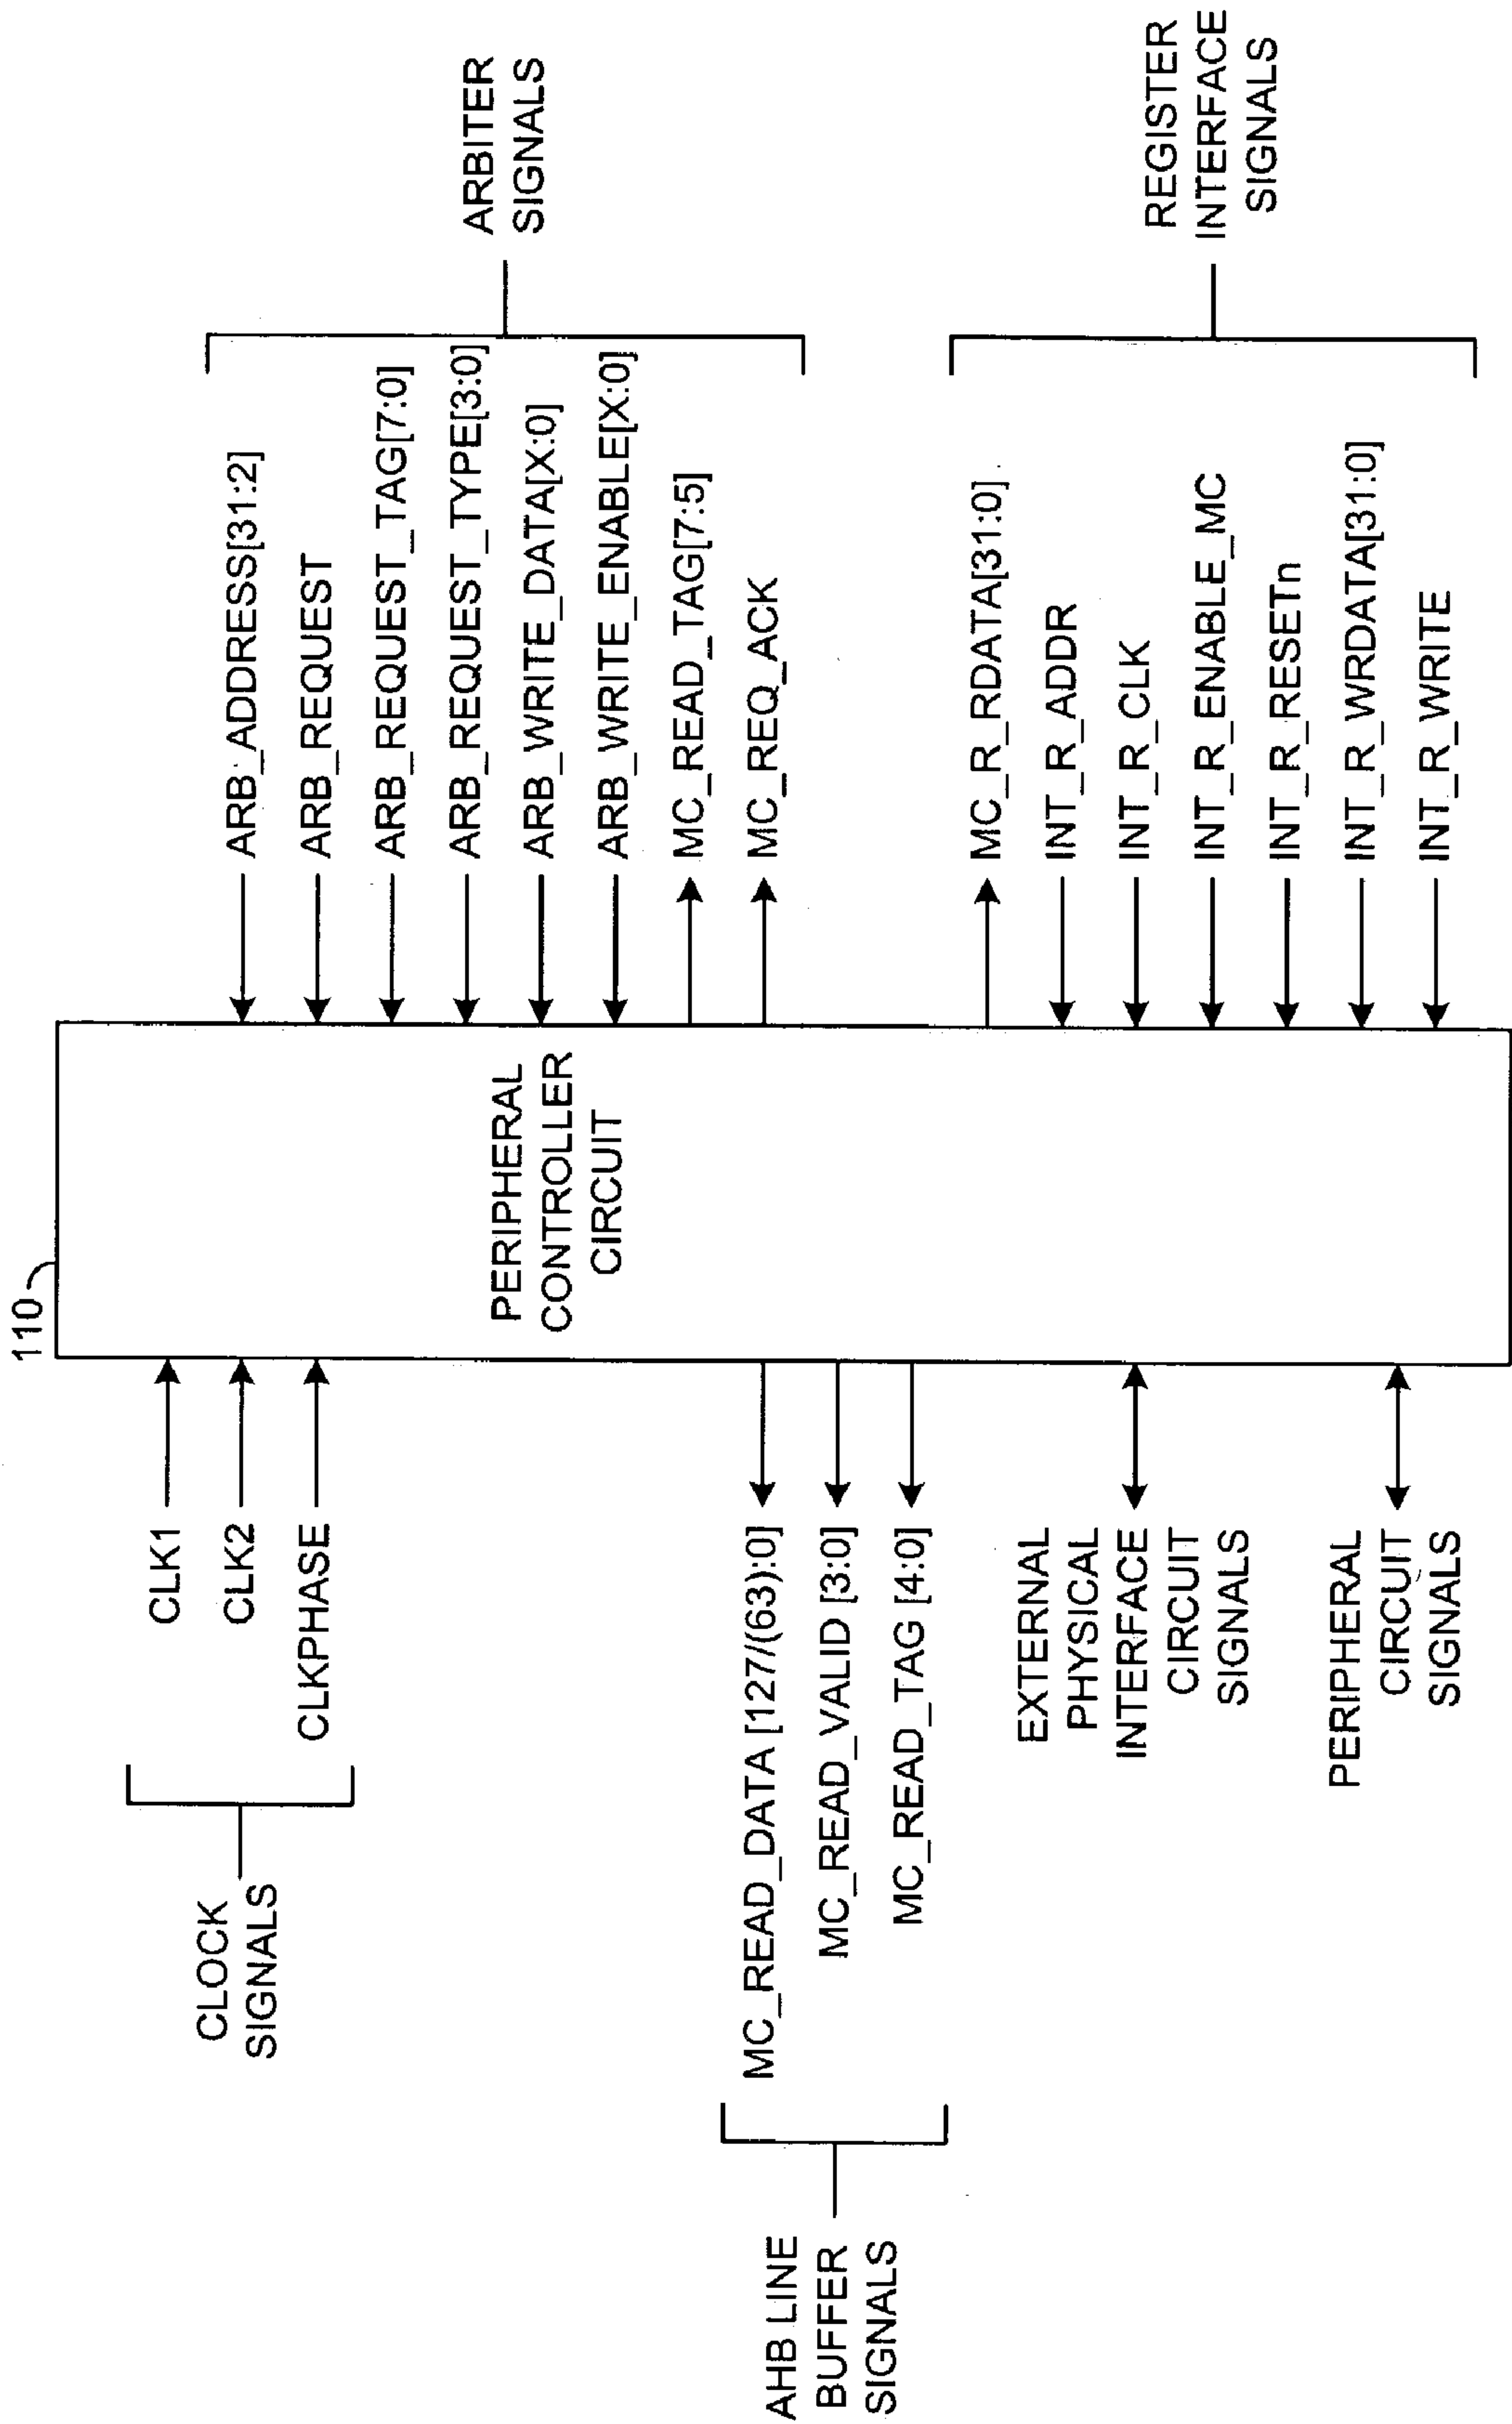 110
CLOCK
SIGNALS
CLK1
CLK2
CLKPHASE
AHB LINE
BUFFER
SIGNALS
MC_READ_DATA [127/(63):0]
MC_READ_VALID [3:0]
MC_READ_TAG [4:0]
EXTERNAL
PHYSICAL
INTERFACE
CIRCUIT
SIGNALS
PERIPHERAL
CIRCUIT
SIGNALS
PERIPHERAL
CONTROLLER
CIRCUIT
ARB_ADDRESS[31:2]
ARB_REQUEST
ARB_REQUEST_TAG[7:0]
ARB_REQUEST_TYPE[3:0]
ARB_WRITE_DATA[X:0]
ARB_WRITE_ENABLE[X:0]
MC_READ_TAG[7:5]
MC_REQ_ACK
ARBITER
SIGNALS
MC_R_RDATA[31:0]
INT_R_ADDR
INT_R_CLK
INT_R_ENABLE_MC
INT_R_RESETn
INT_R_WRDATA[31:0]
INT_R_WRITE
REGISTER
INTERFACE
SIGNALS